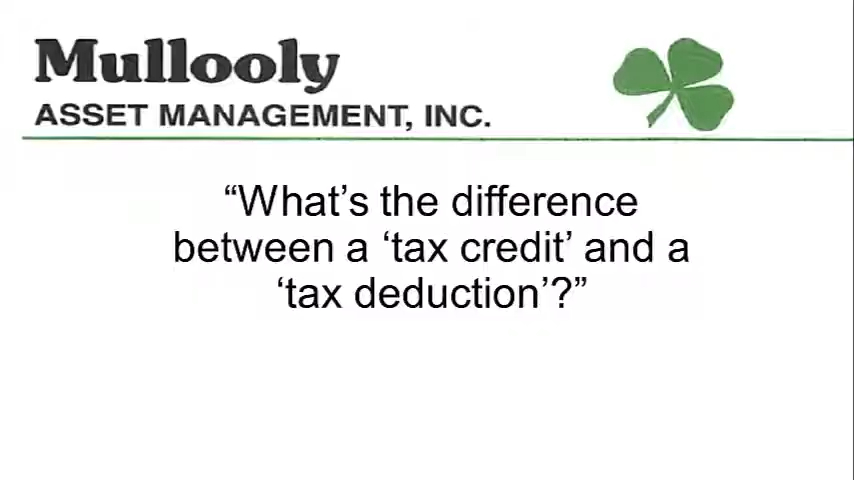 Mullooly
ASSET MANAGEMENT, INC.
“What’s the difference
between a ‘tax credit’ and a
‘tax deduction’?”